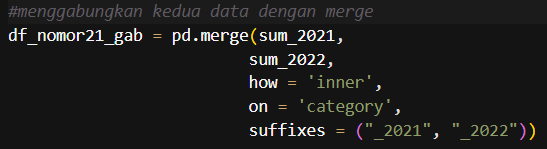 #menggabungkan kedua data dengan merge
df_nomor21_gab = pd.merge(sum_2021,
sum_2022,
how = 'inner',
on = 'category',
suffixes = ("_2021", "_2022"))